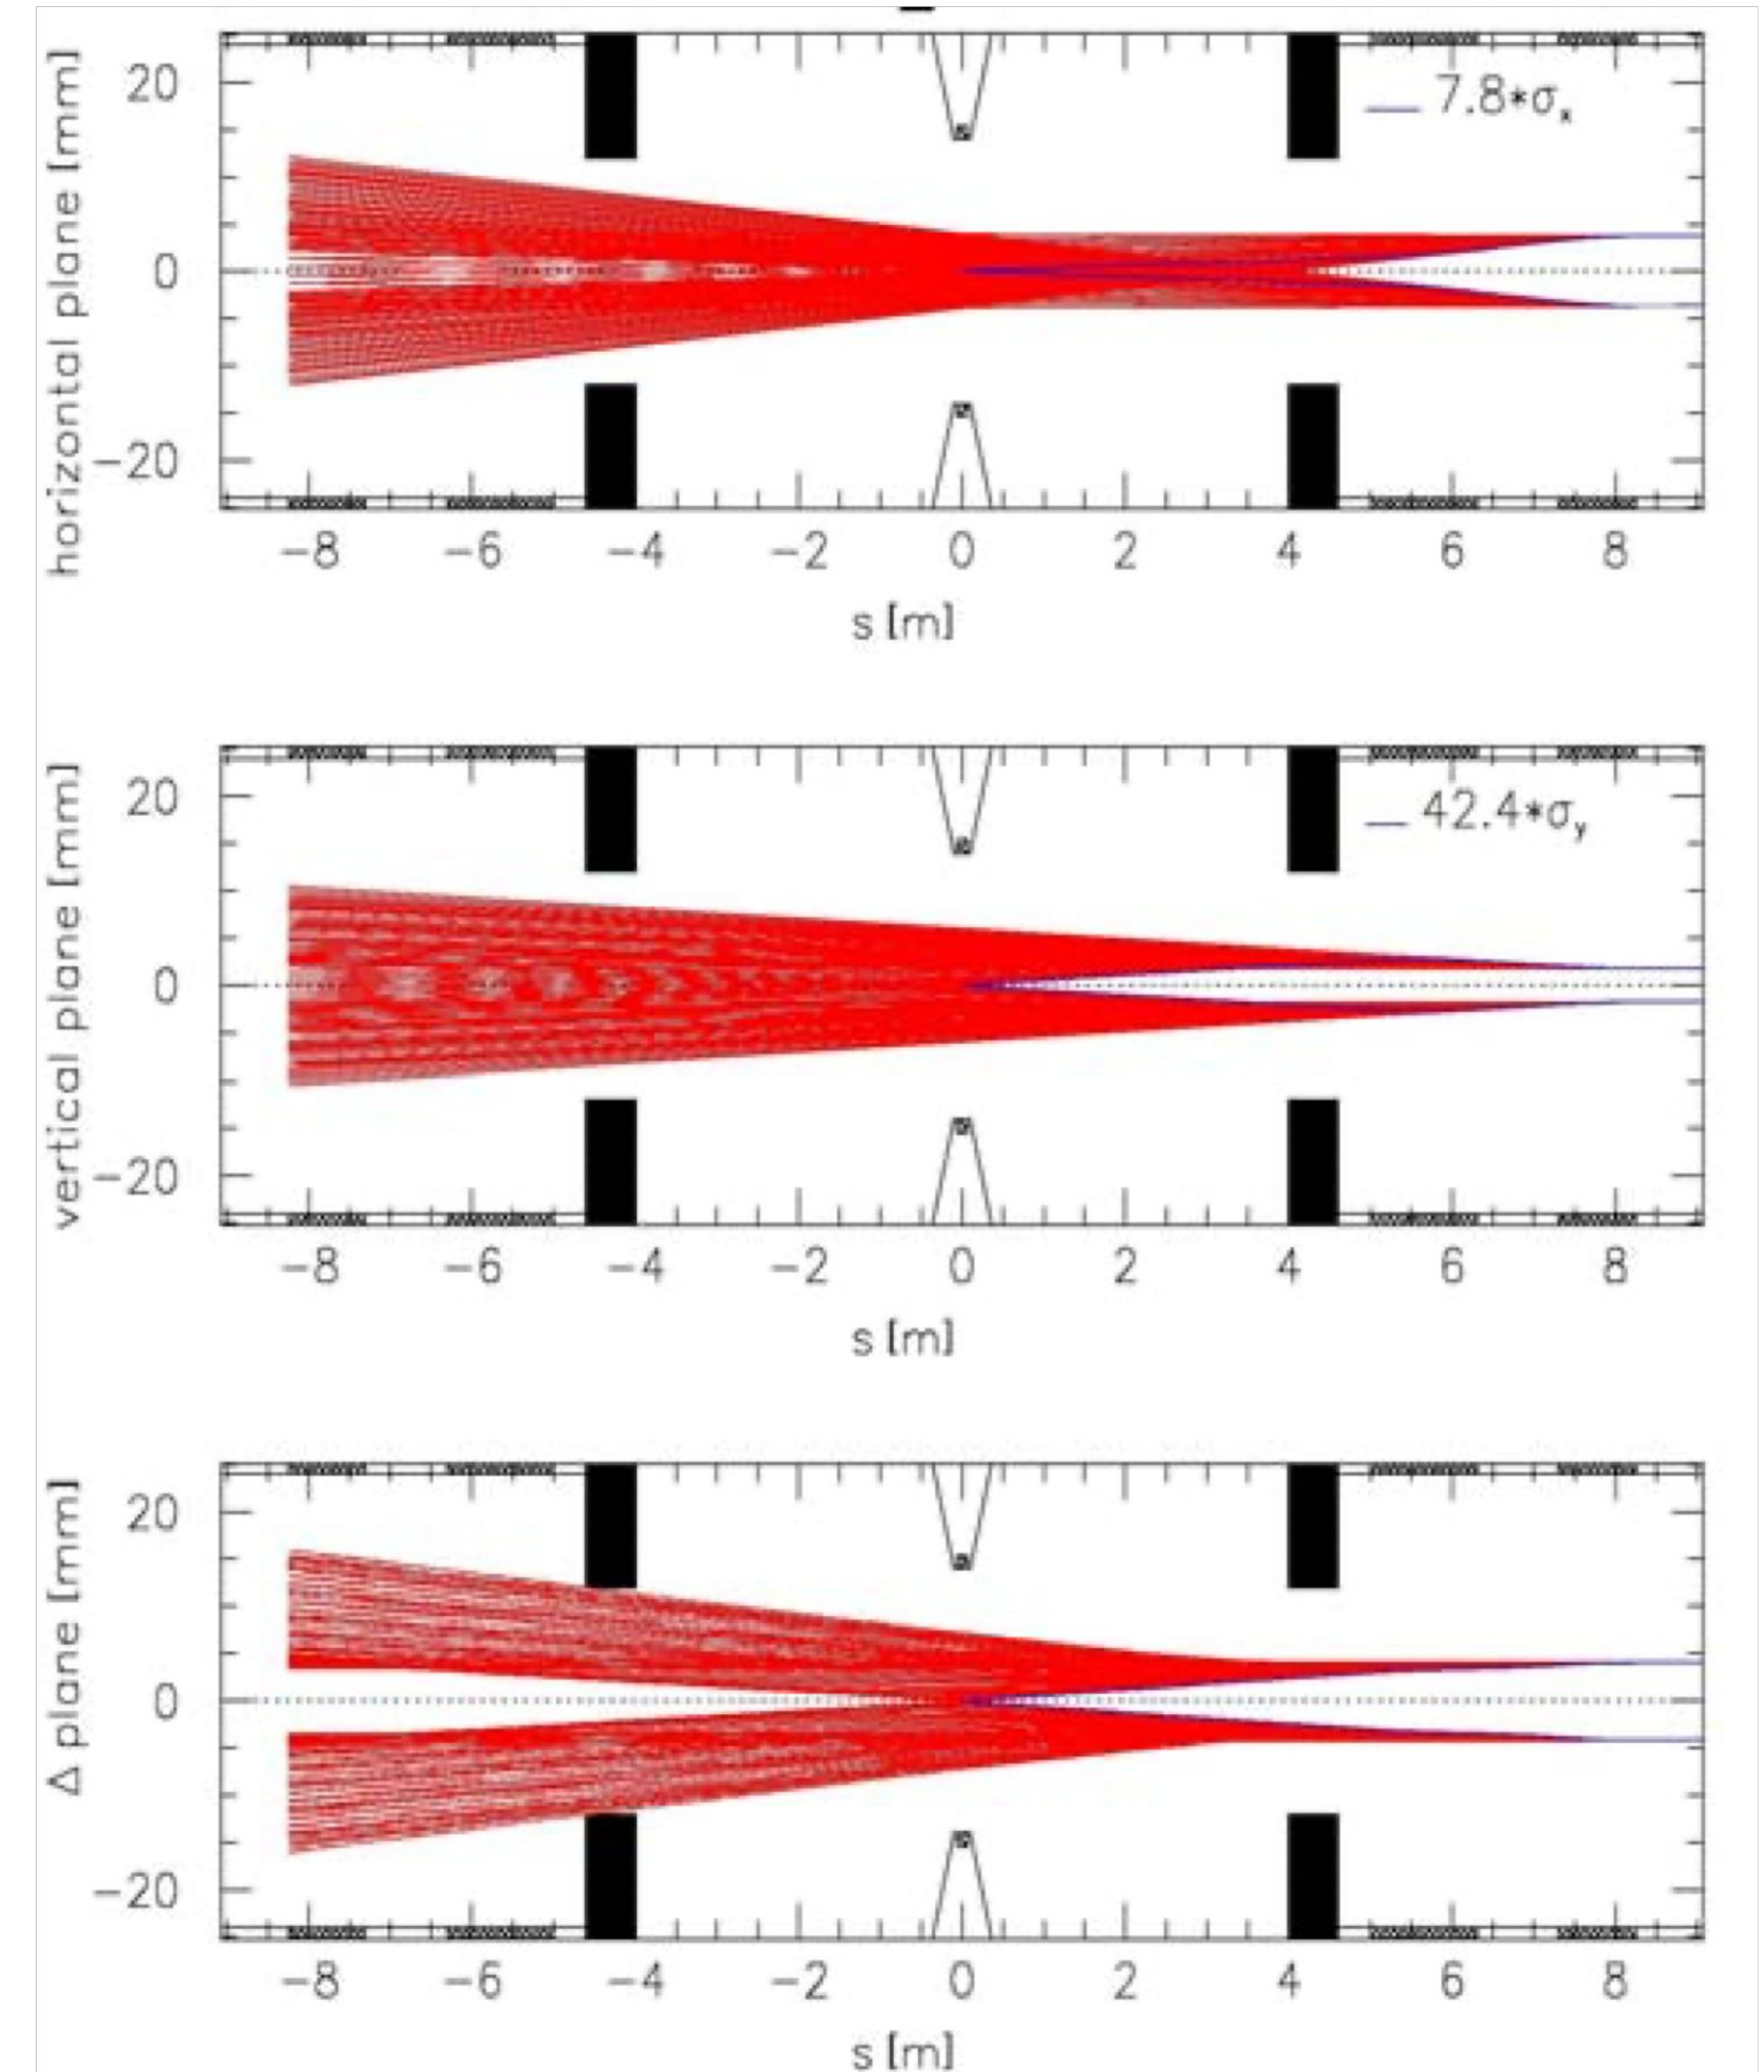 horizontal plane [mm]
20
0
−20
7.8*σx
−8 −6 −4 −2 0 2 4 6 8
s [m]
vertical plane [mm]
20
0
−20
42.4*σy
−8 −6 −4 −2 0 2 4 6 8
s [m]
Δ plane [mm]
20
0
−20
−8 −6 −4 −2 0 2 4 6 8
s [m]